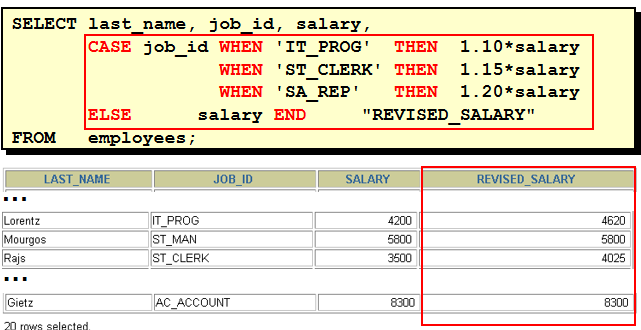 SELECT last_name, job_id, salary,
CASE job_id WHEN 'IT_PROG' THEN 1.10*salary
WHEN 'ST_CLERK' THEN 1.15*salary
WHEN 'SA_REP' THEN 1.20*salary
ELSE salary END "REVISED_SALARY"
FROM employees;
LAST_NAME JOB_ID SALARY REVISED_SALARY
...
Lorentz IT_PROG 4200 4620
Mourgos ST_MAN 5800 5800
Rajs ST_CLERK 3500 4025
...
Gietz AC_ACCOUNT 8300 8300
20 rows selected.